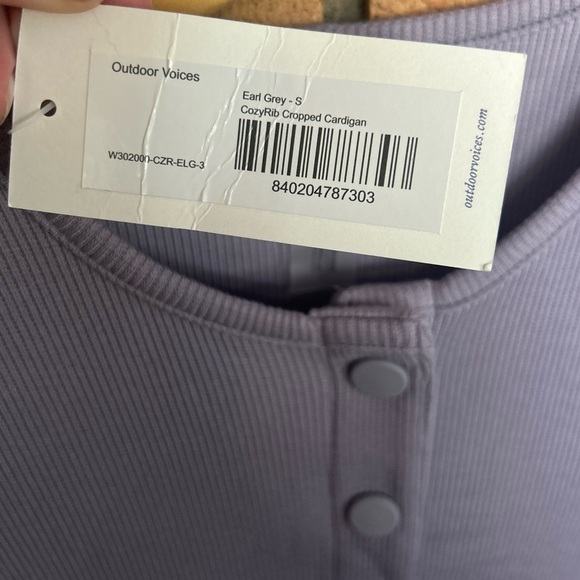 Outdoor Voices
Earl Grey - S
CozyRib Cropped Cardigan
W302000-CZR-ELG-3
840204787303
outdoorvoices.com